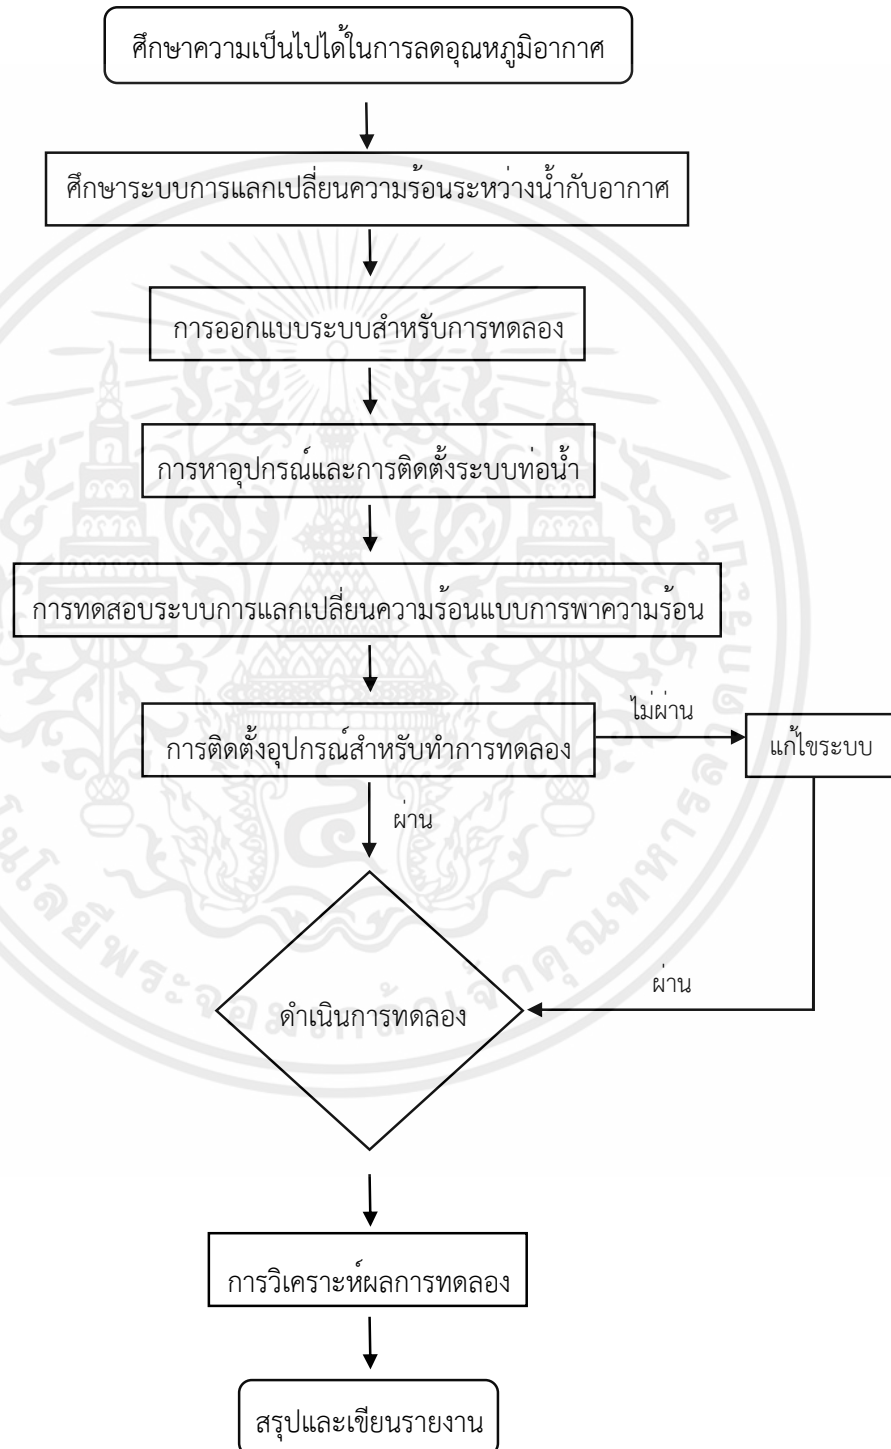 ศึกษาความเป็นไปได้ในการลดอุณหภูมิอากาศ
ศึกษาระบบการแลกเปลี่ยนความร้อนระหว่างน้ำกับอากาศ
การออกแบบระบบสำหรับการทดลอง
การหาอุปกรณ์และการติดตั้งระบบท่อน้ำ
การทดสอบระบบการแลกเปลี่ยนความร้อนแบบการพาความร้อน
ไม่ผ่าน
การติดตั้งอุปกรณ์สำหรับทำการทดลอง
แก้ไขระบบ
ผ่าน
ผ่าน
ดำเนินการทดลอง
การวิเคราะห์ผลการทดลอง
สรุปและเขียนรายงาน